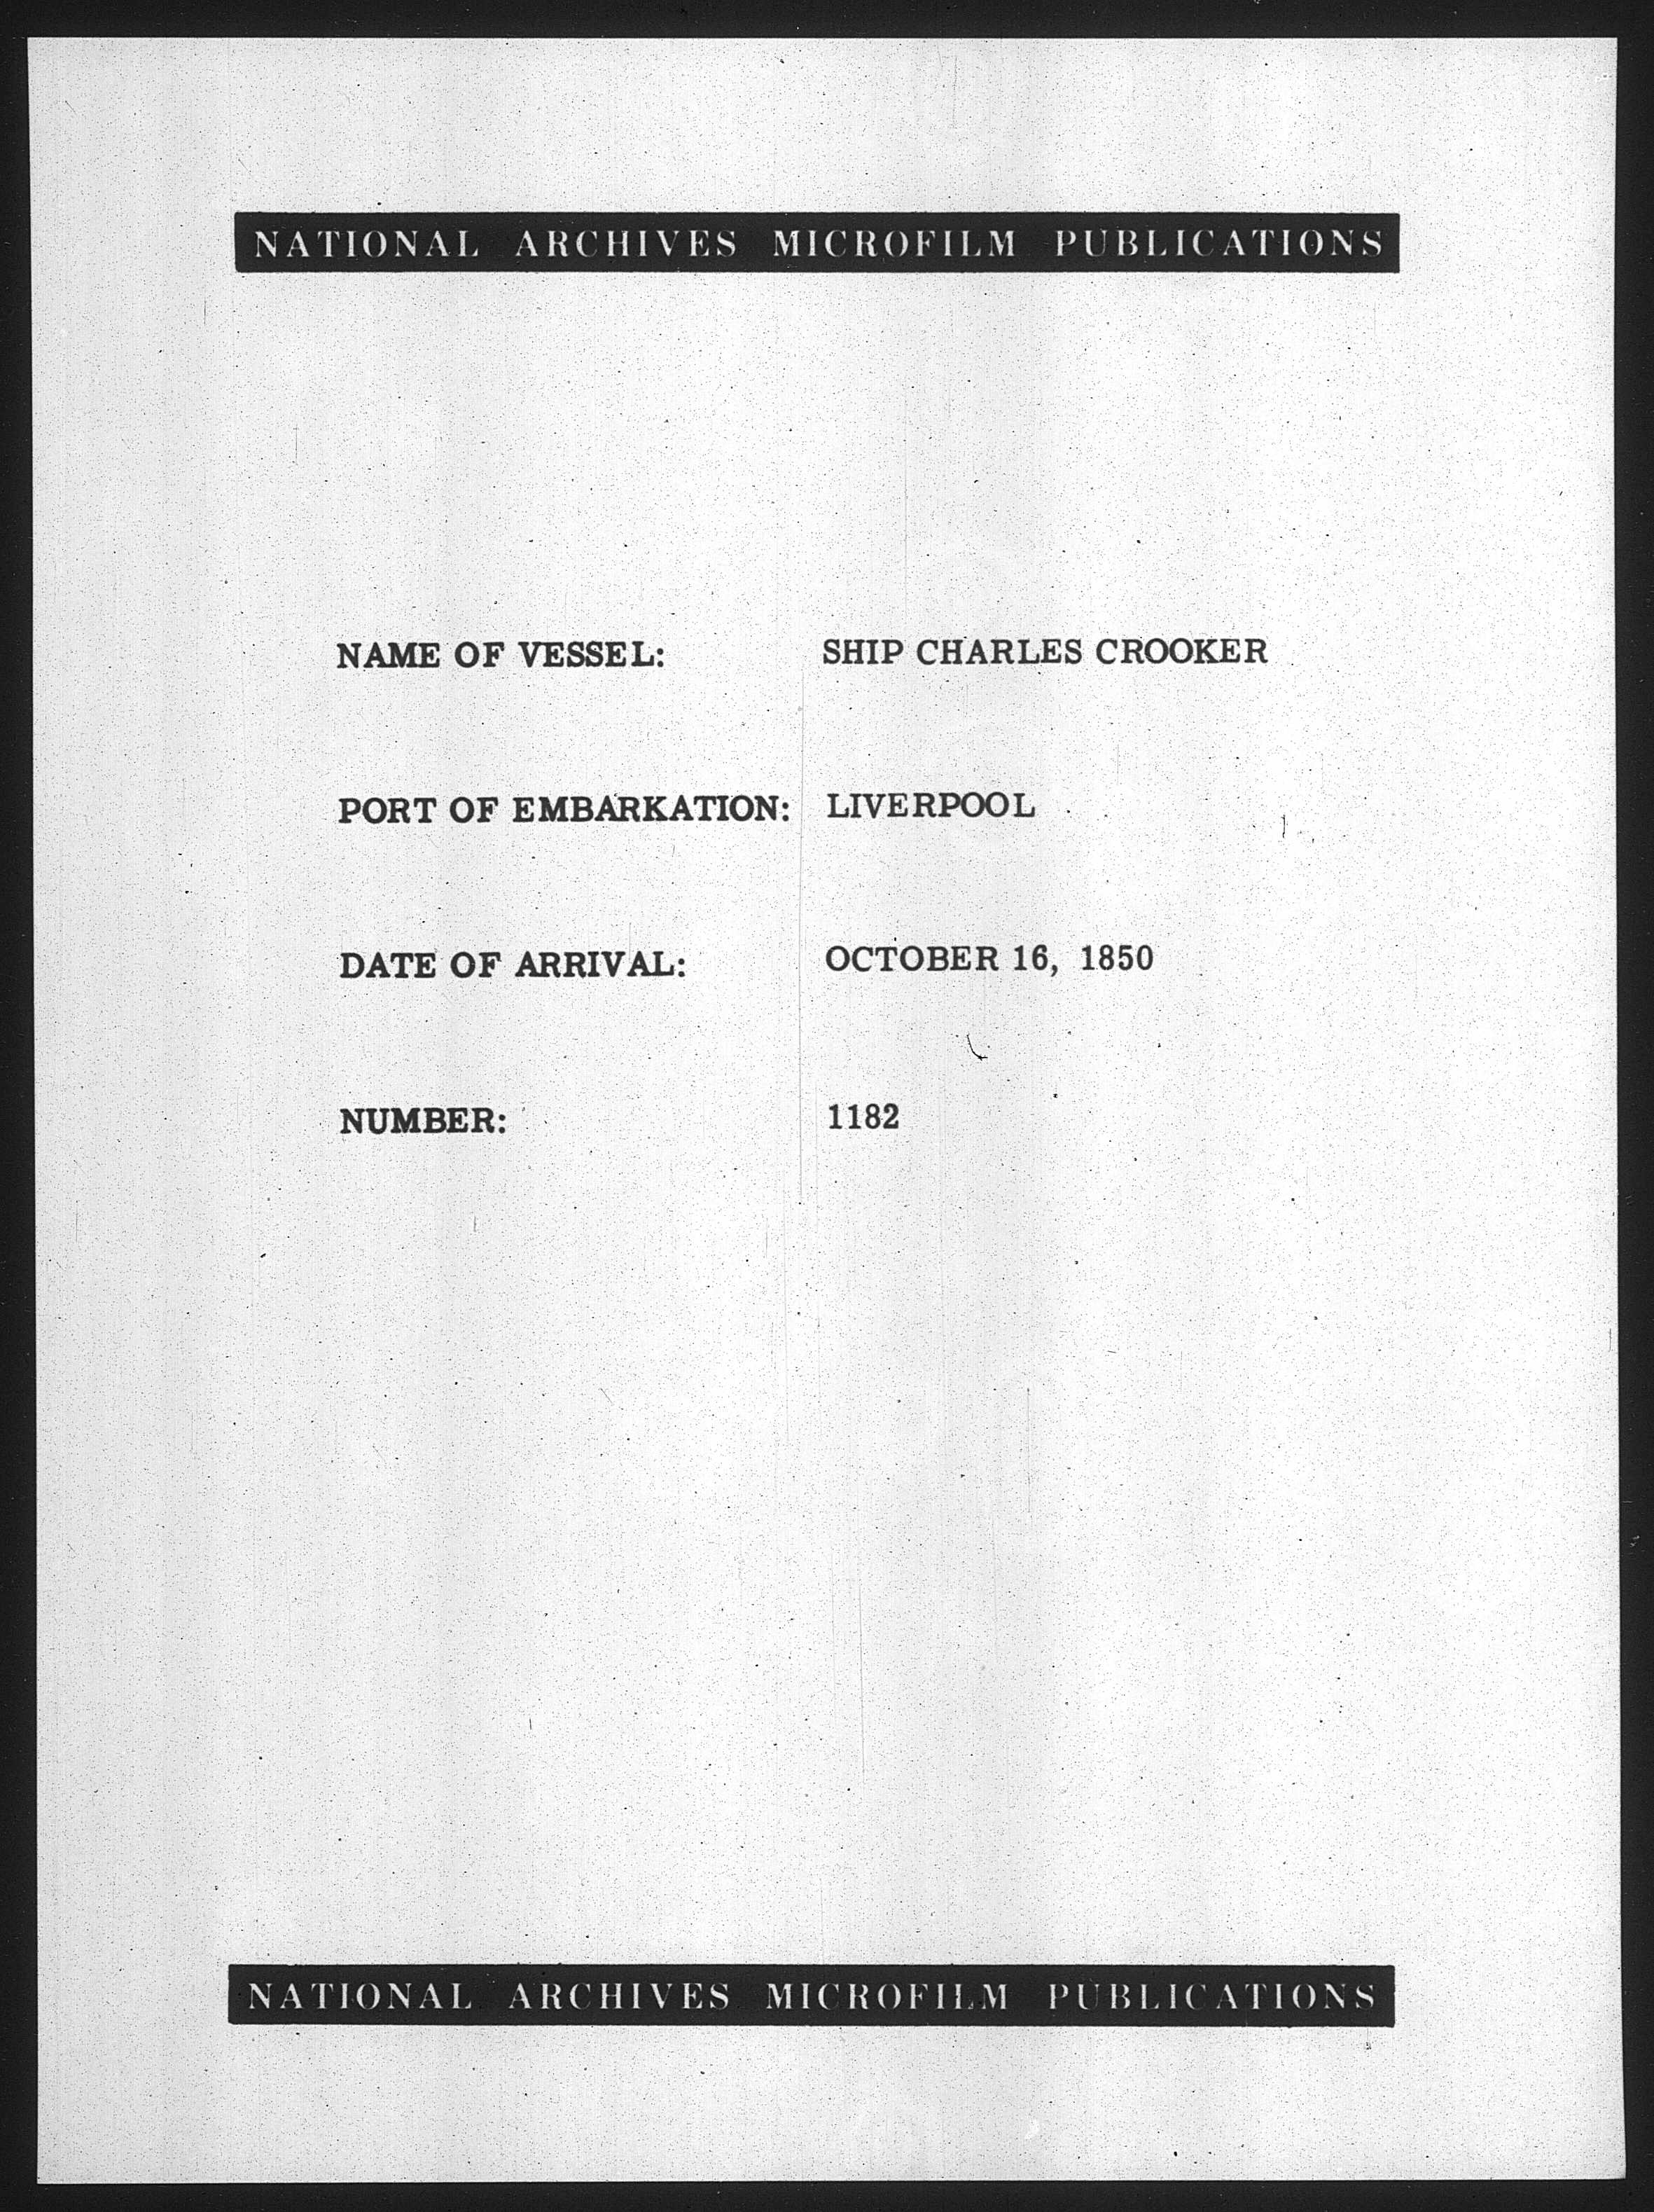 NATIONAL ARCHIVES MICROFILM PUBLICATIONS
NAME OF VESSEL: SHIP CHARLES CROOKER
PORT OF EMBARKATION: LIVERPOOL
DATE OF ARRIVAL: OCTOBER 16, 1850
NUMBER: 1182
NATIONAL ARCHIVES MICROFILM PUBLICATIONS